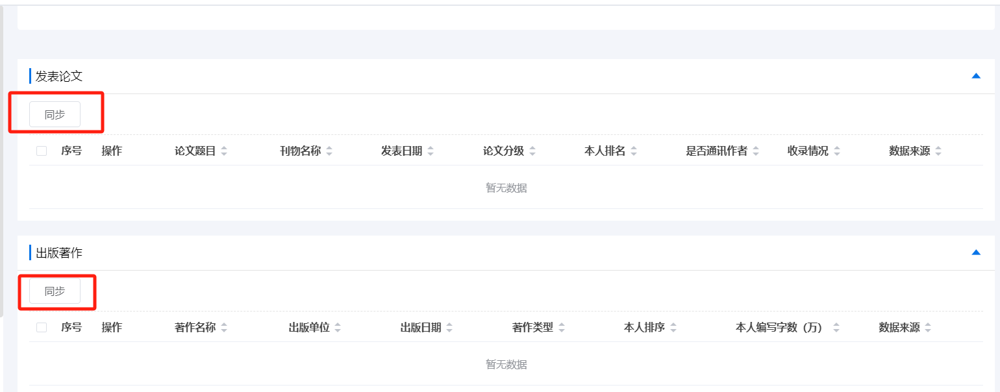 发表论文
同步
序号 操作 论文题目 刊物名称 发表日期 论文分级 本人排名 是否通讯作者 收录情况 数据来源
暂无数据
出版著作
同步
序号 操作 著作名称 出版单位 出版日期 著作类型 本人排序 本人编写字数（万） 数据来源
暂无数据